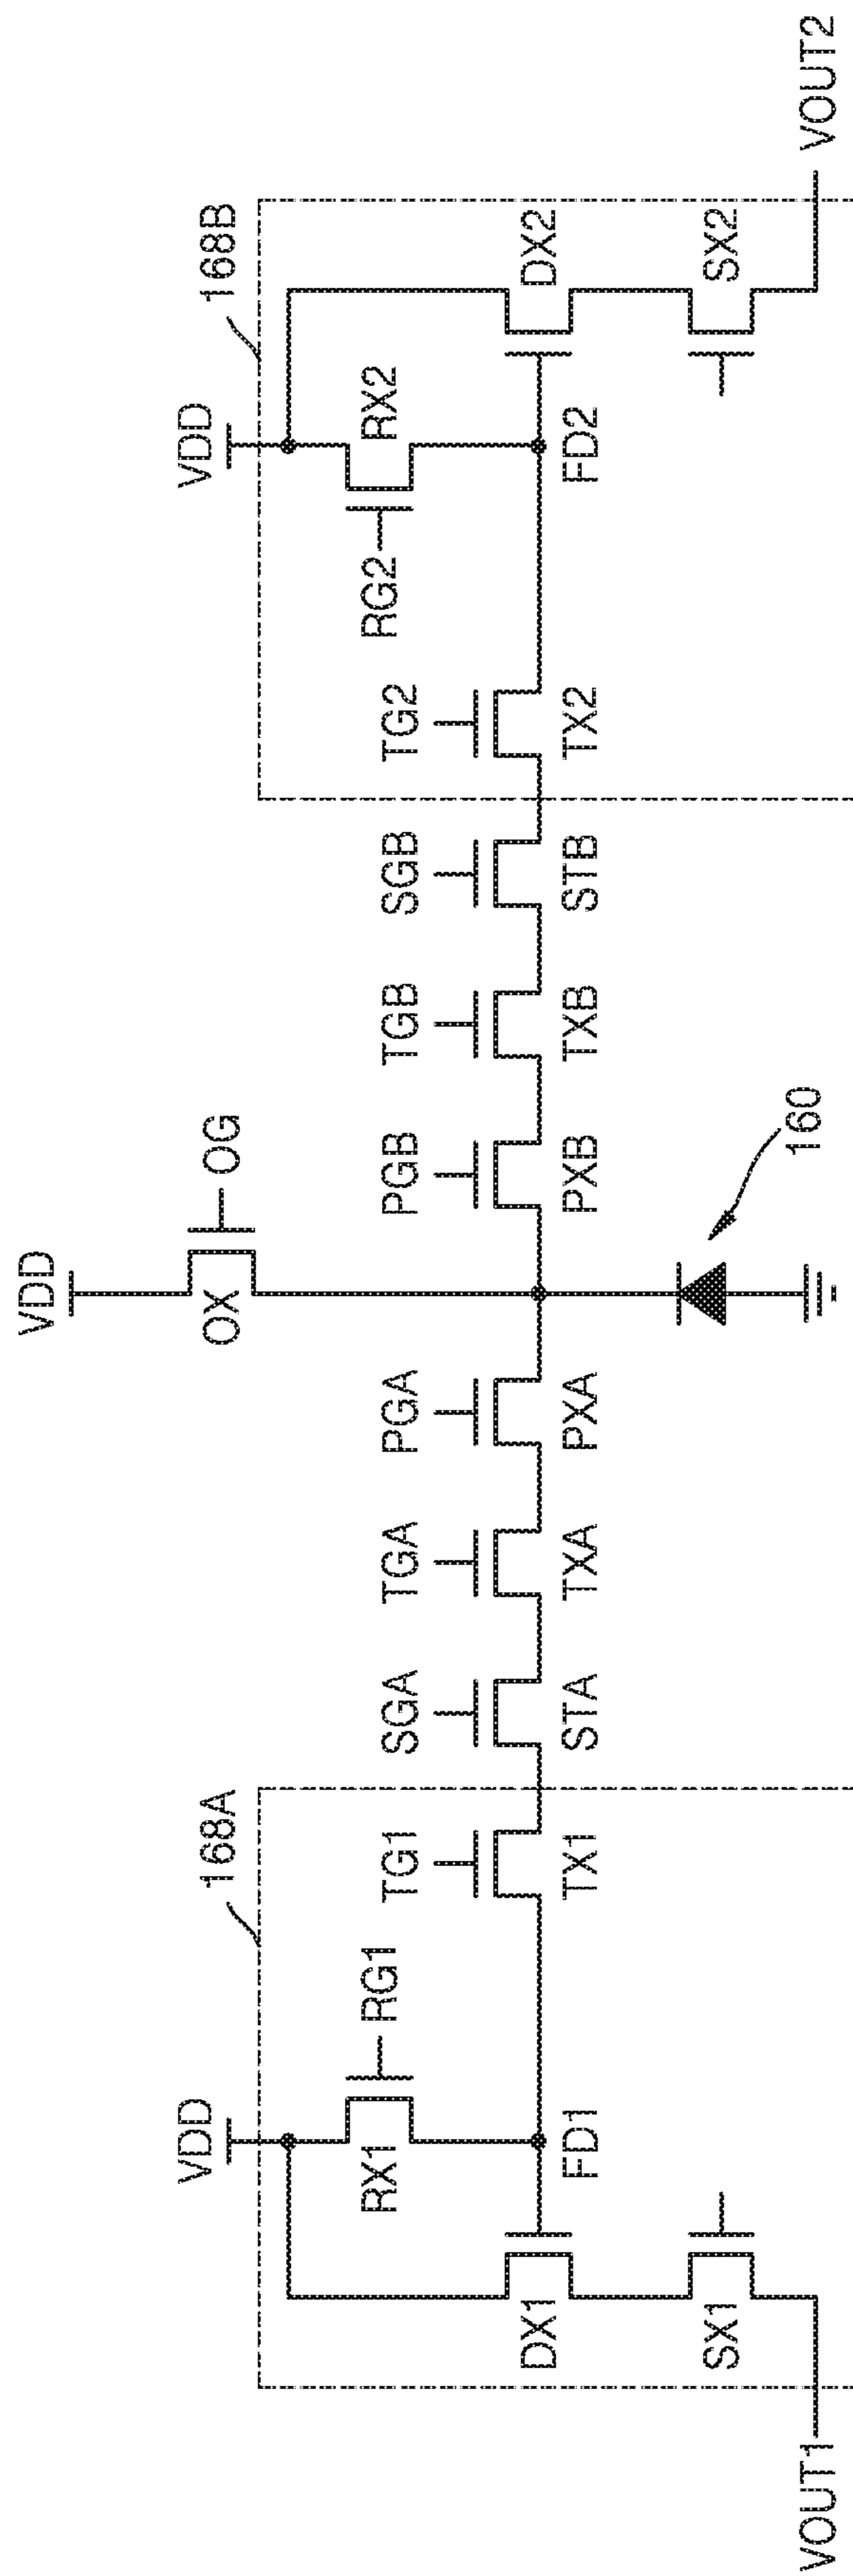 VDD
VDD
168A
OX
OG
VDD
168B
RX1
RG1
TG1
SGA
TGA
PGA
PGB
TGB
SGB
TG2
RG2
RX2
DX1
FD1
TX1
STA
TXA
PXA
PXB
TXB
STB
TX2
FD2
DX2
SX1
SX2
VOUT1
160
VOUT2